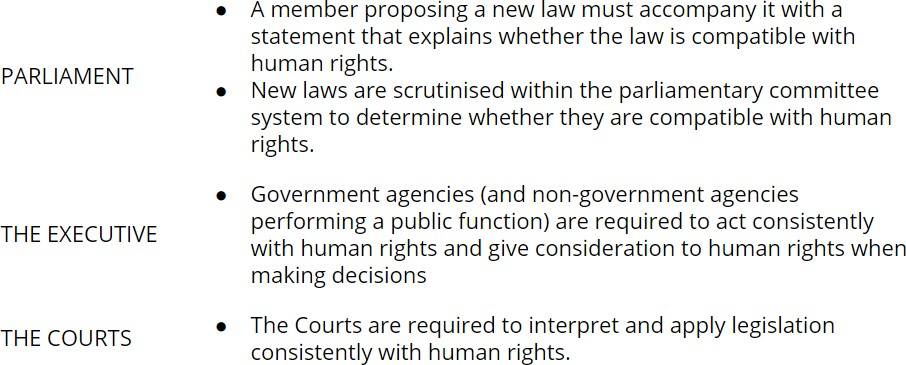 PARLIAMENT
● A member proposing a new law must accompany it with a
statement that explains whether the law is compatible with
human rights.
● New laws are scrutinised within the parliamentary committee
system to determine whether they are compatible with human
rights.
THE EXECUTIVE
● Government agencies (and non-government agencies
performing a public function) are required to act consistently
with human rights and give consideration to human rights when
making decisions
THE COURTS
● The Courts are required to interpret and apply legislation
consistently with human rights.